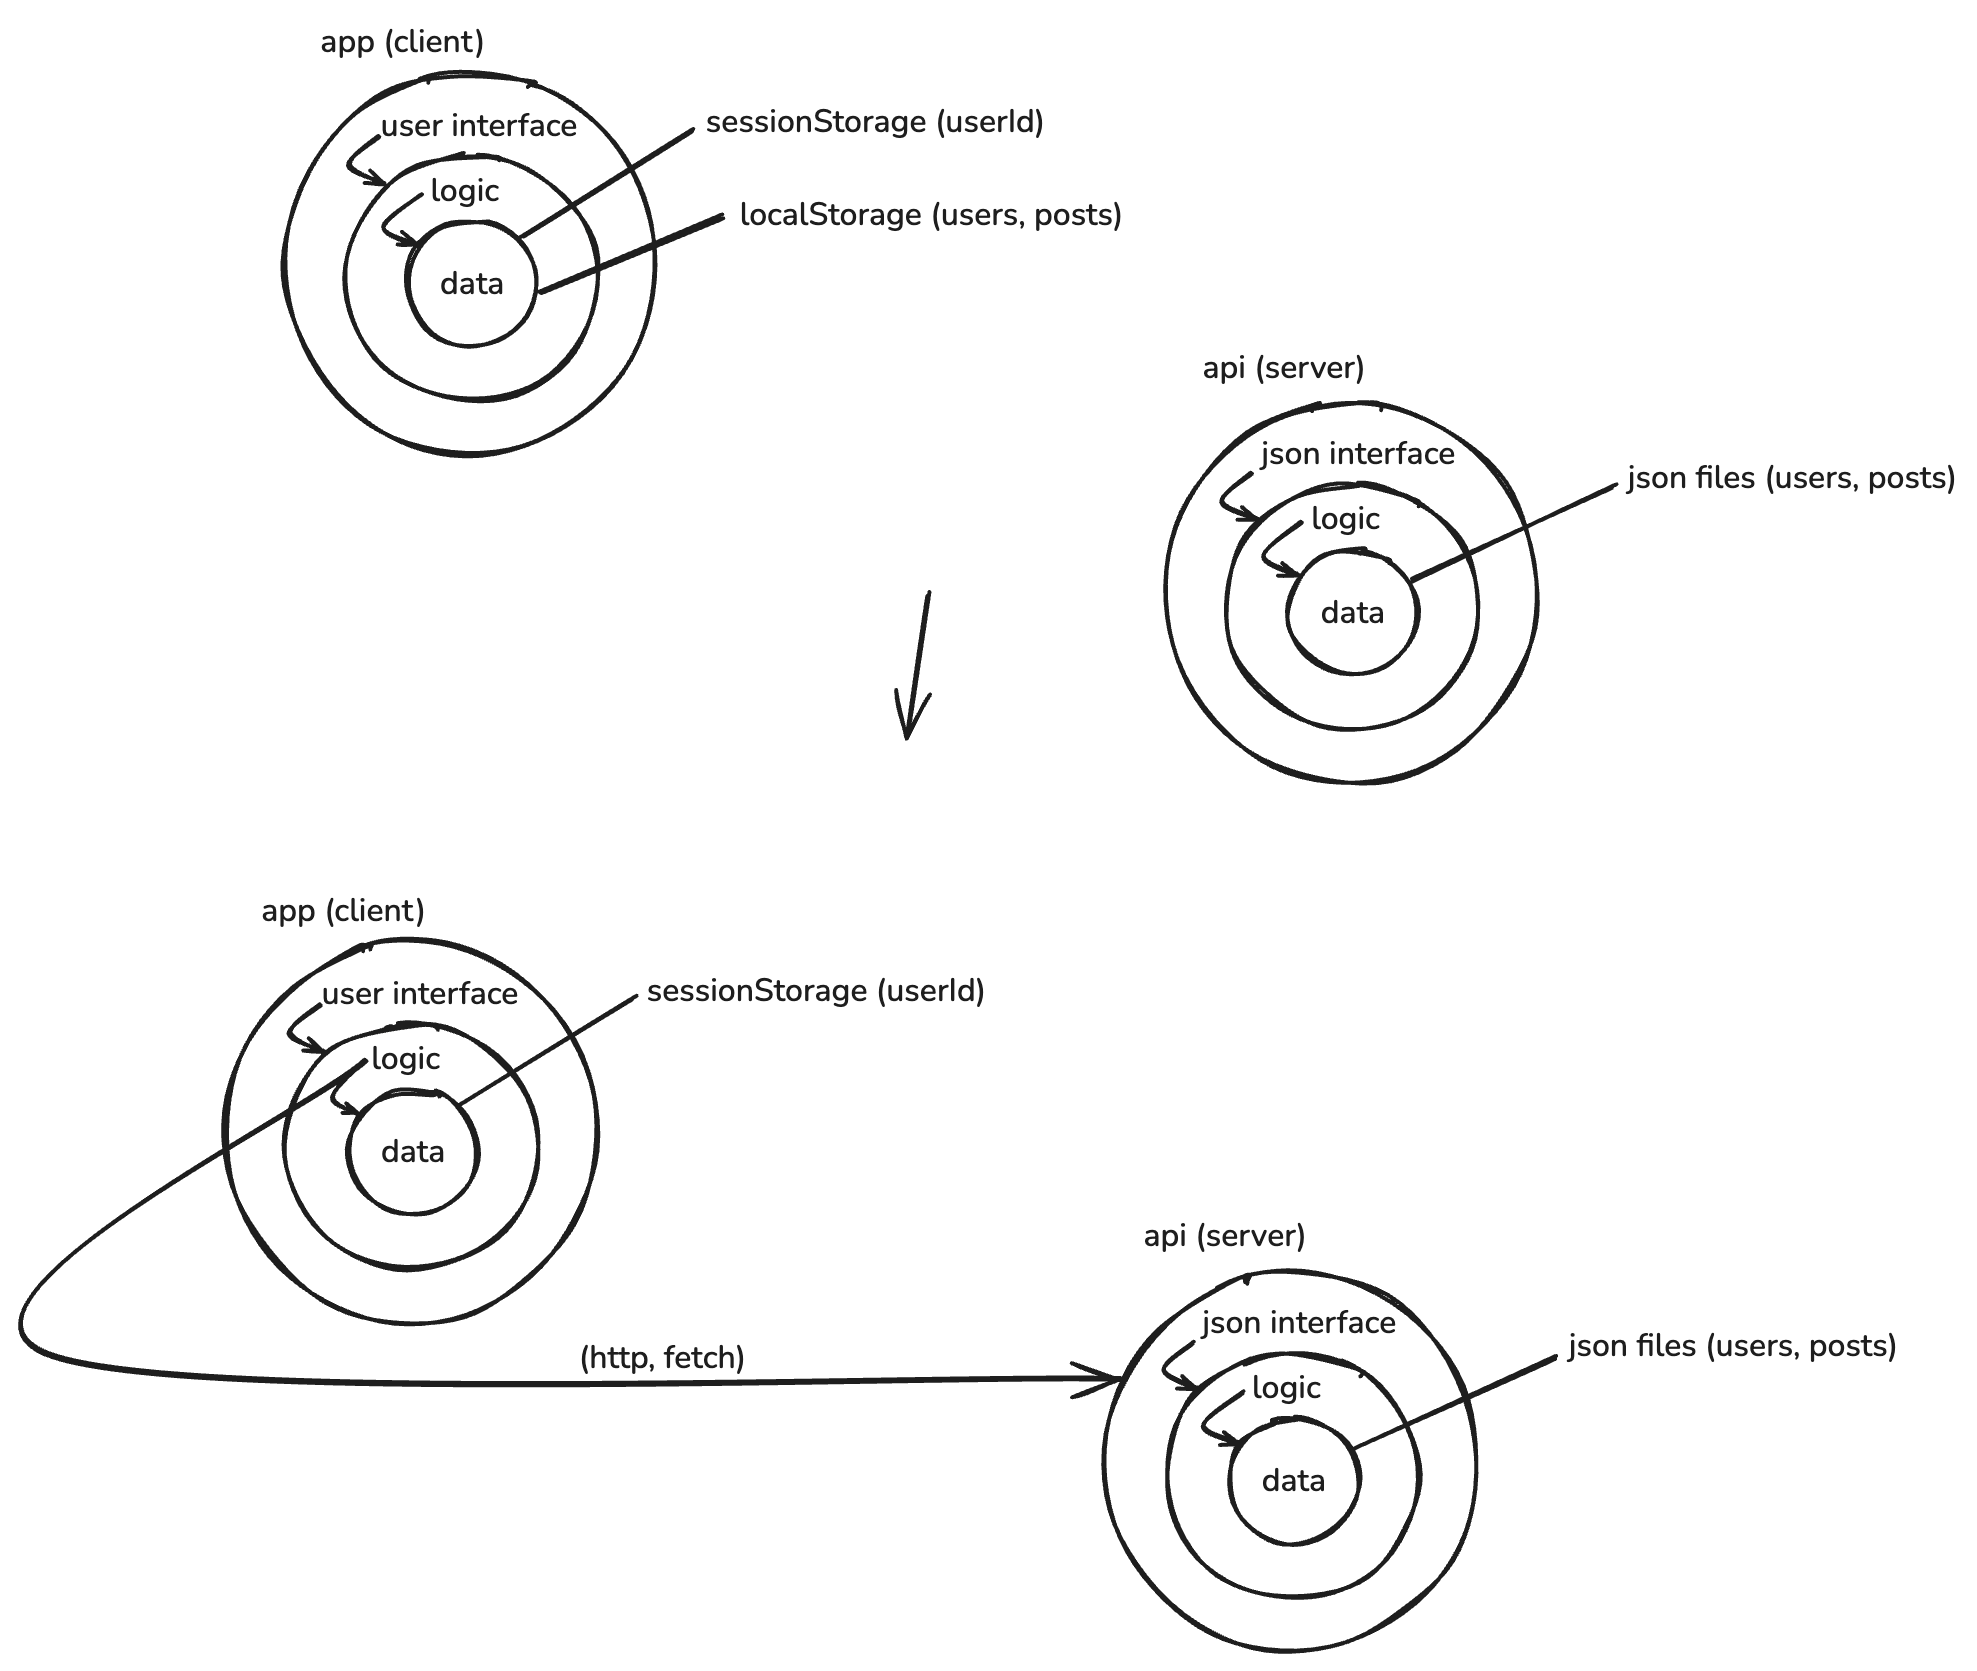 app (client)
user interface
sessionStorage (userId)
logic
localStorage (users, posts)
data
api (server)
json interface
json files (users, posts)
logic
data
app (client)
user interface
sessionStorage (userId)
logic
data
api (server)
json interface
json files (users, posts)
(http, fetch)
logic
data